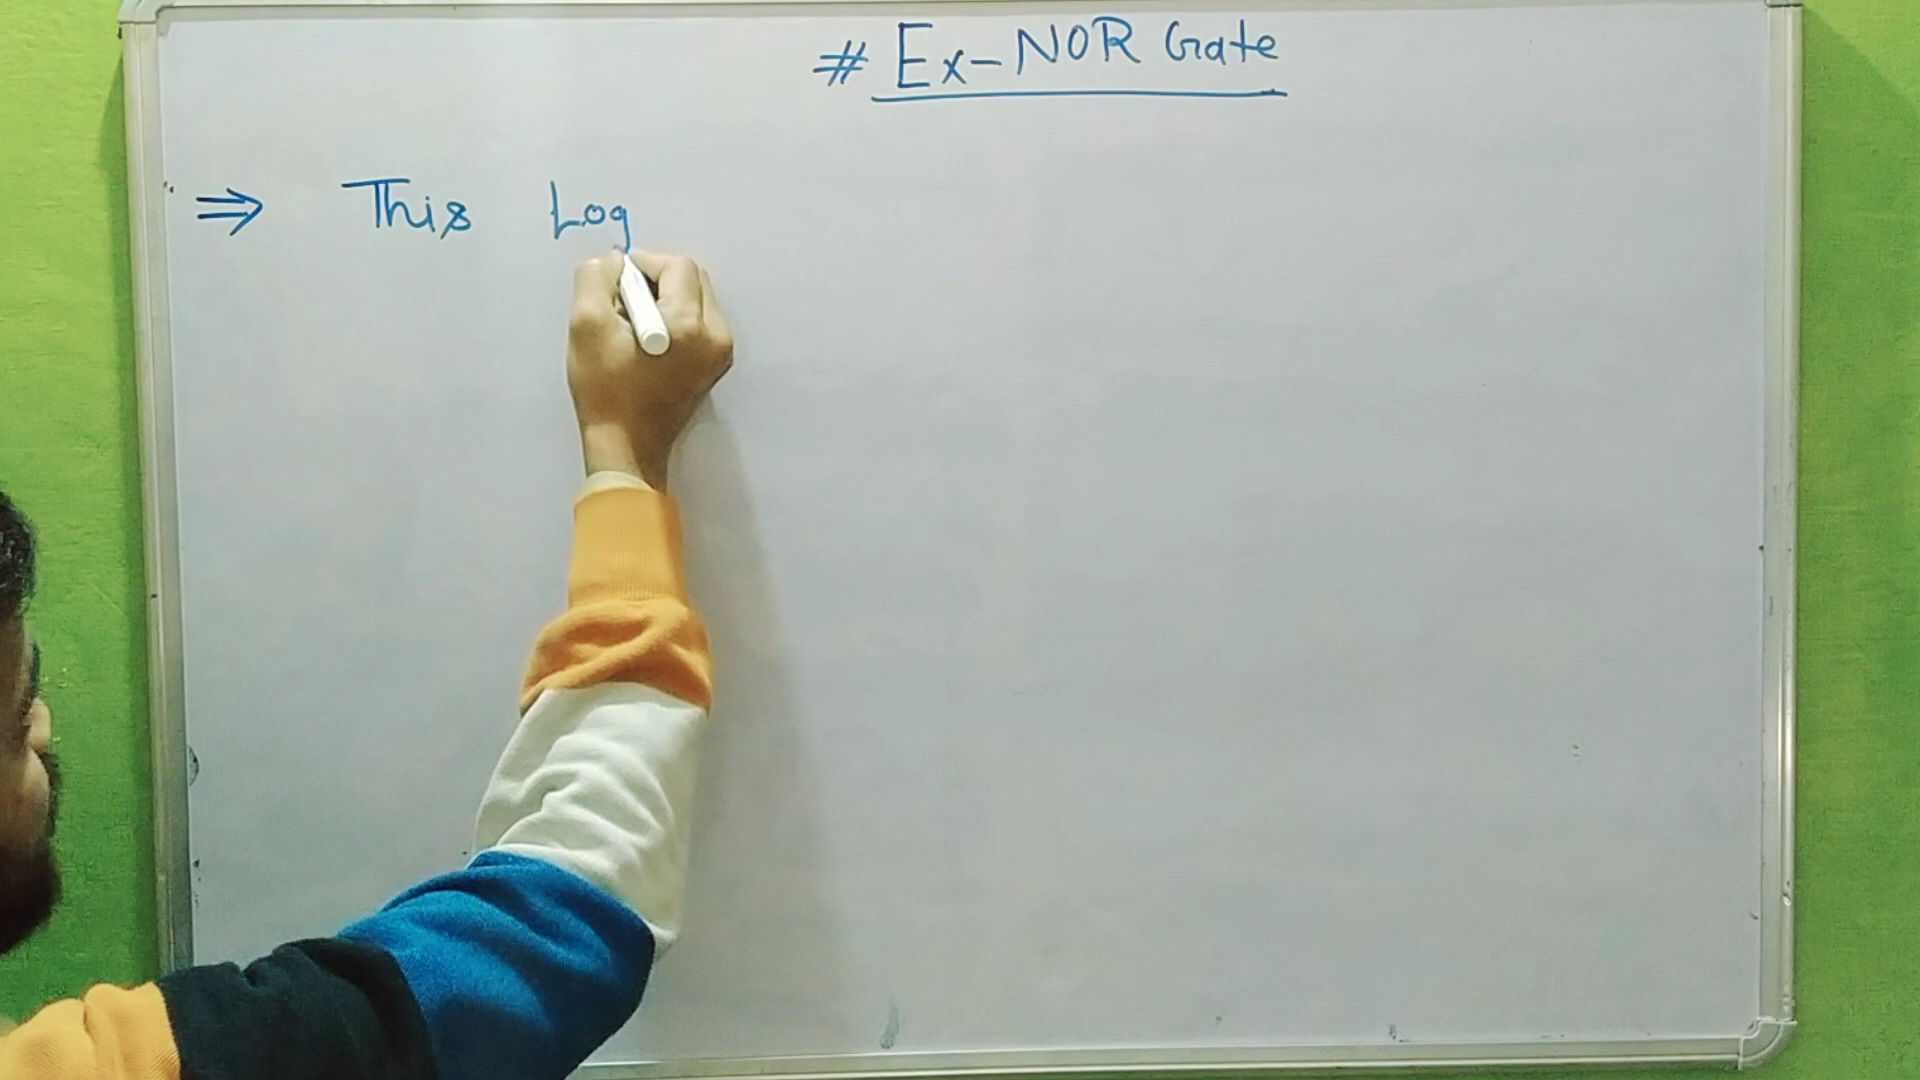 # Ex-NOR Gate
⇒ This Log